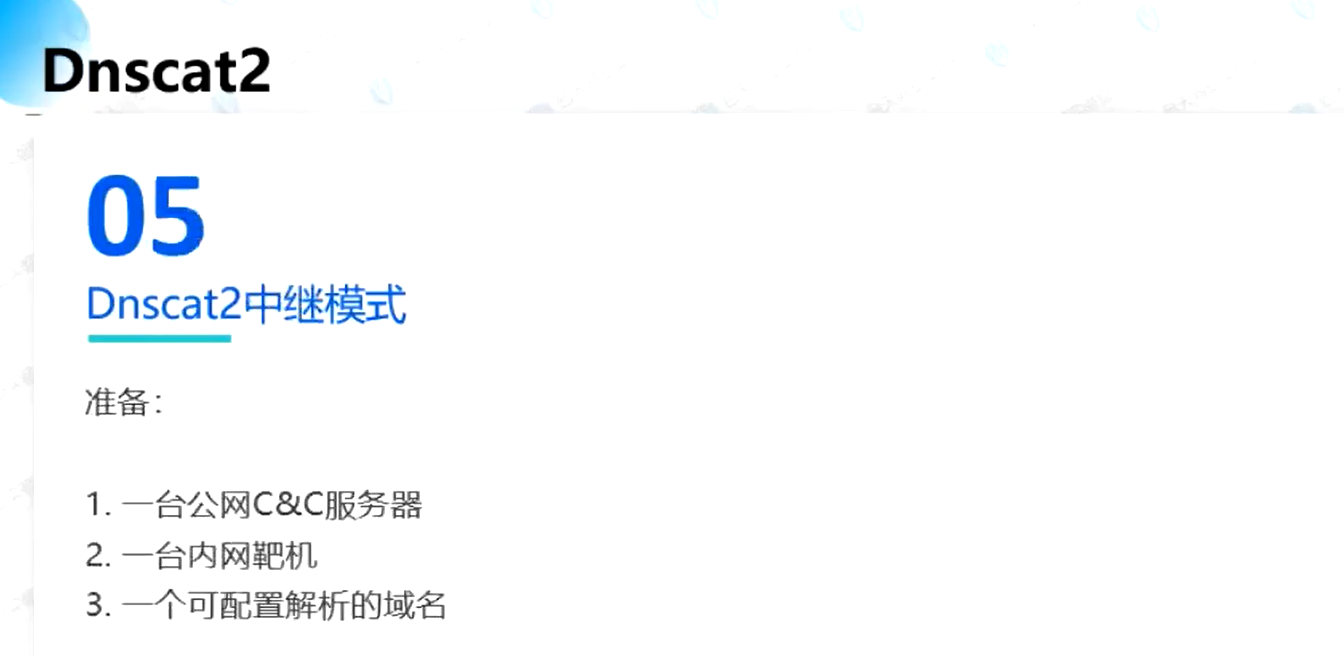 Dnscat2
05
Dnscat2中继模式
准备：
1. 一台公网C&C服务器
2. 一台内网靶机
3. 一个可配置解析的域名